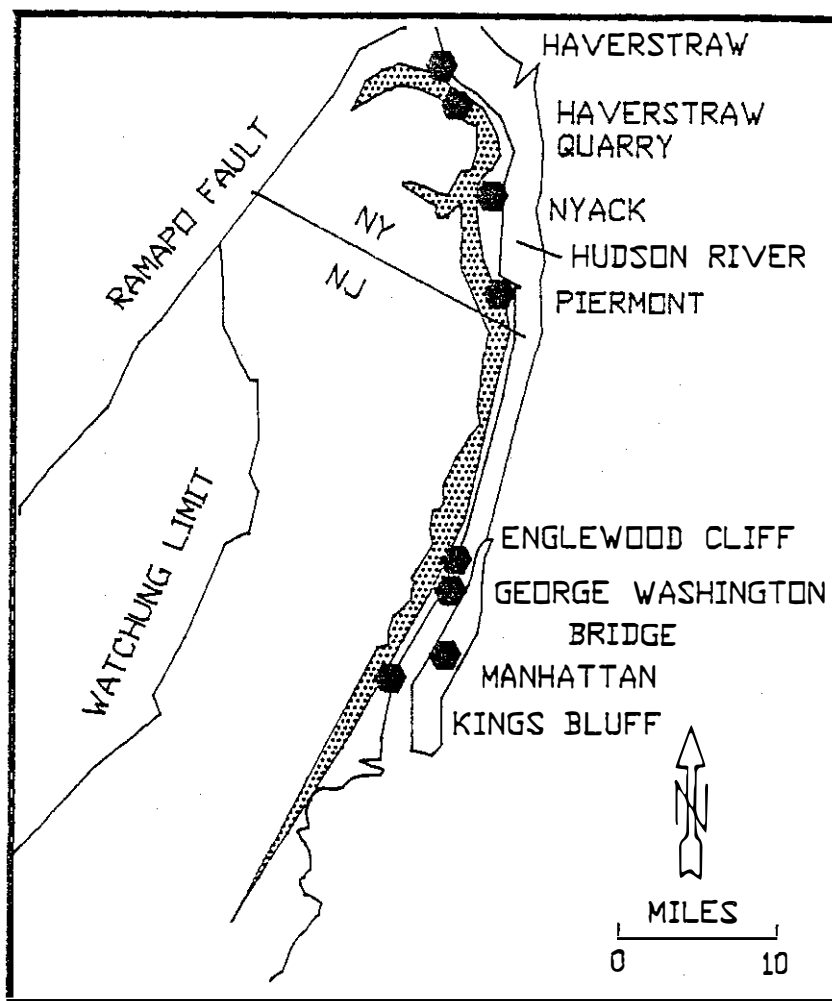 HAVERSTRAW
HAVERSTRAW
QUARRY
RAMAPO FAULT
NY
NYACK
HUDSON RIVER
NJ
PIERMONT
ENGLEWOOD CLIFF
WATCHUNG LIMIT
GEORGE WASHINGTON
BRIDGE
MANHATTAN
KINGS BLUFF
N
MILES
0 10